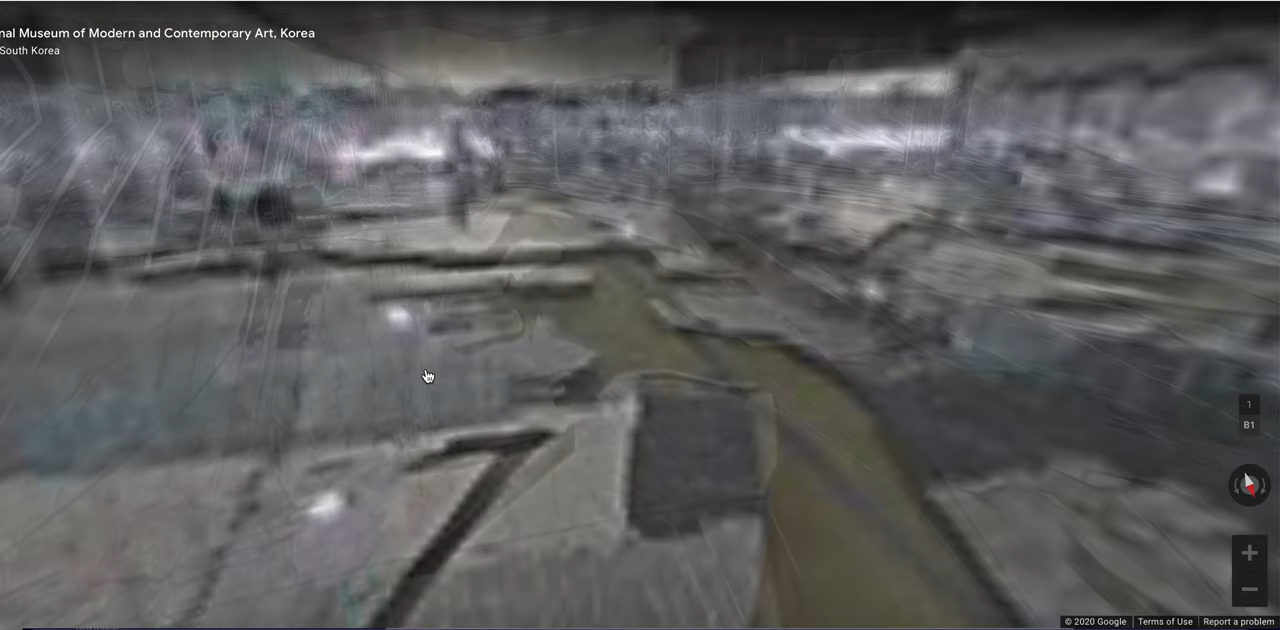 nal Museum of Modern and Contemporary Art, Korea
South Korea
1
B1
© 2020 Google
Terms of Use
Report a problem